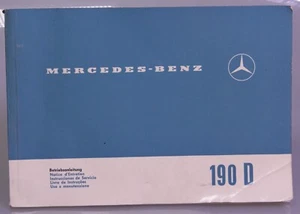 MERCEDES-BENZ
Betriebsanleitung
Notice d'Entretien
Instrucciones de Servicio
Livro de Instruções
Uso e manutenzione
190 D